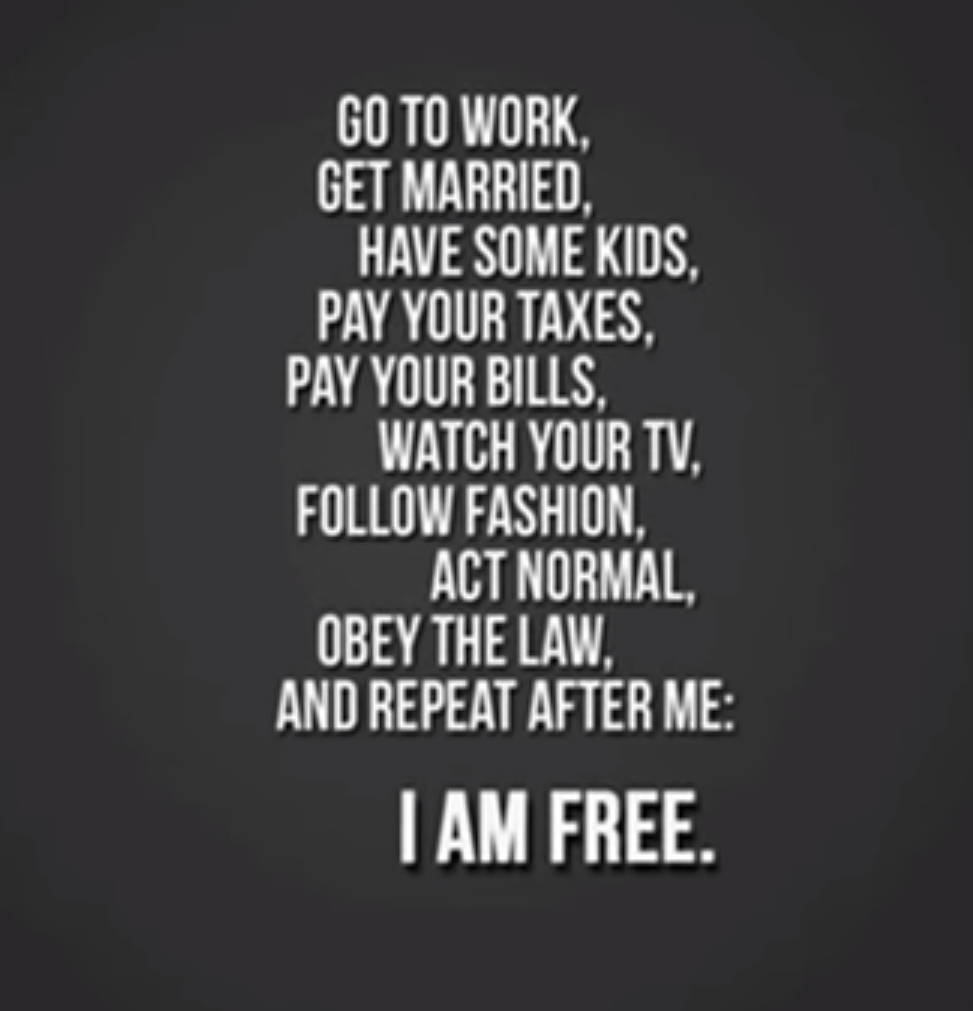 GO TO WORK,
GET MARRIED,
HAVE SOME KIDS,
PAY YOUR TAXES,
PAY YOUR BILLS,
WATCH YOUR TV,
FOLLOW FASHION,
ACT NORMAL,
OBEY THE LAW,
AND REPEAT AFTER ME:
I AM FREE.